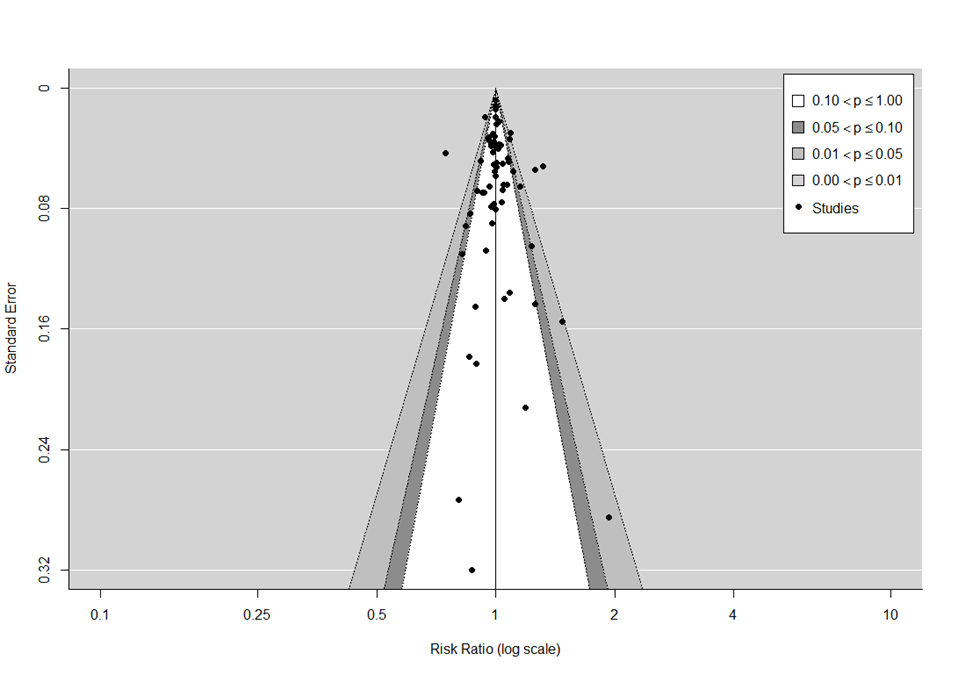 0.10 < p ≤ 1.00
0.05 < p ≤ 0.10
0.01 < p ≤ 0.05
0.00 < p ≤ 0.01
Studies
Standard Error
0
0.08
0.16
0.24
0.32
0.1 0.25 0.5 1 2 4 10
Risk Ratio (log scale)